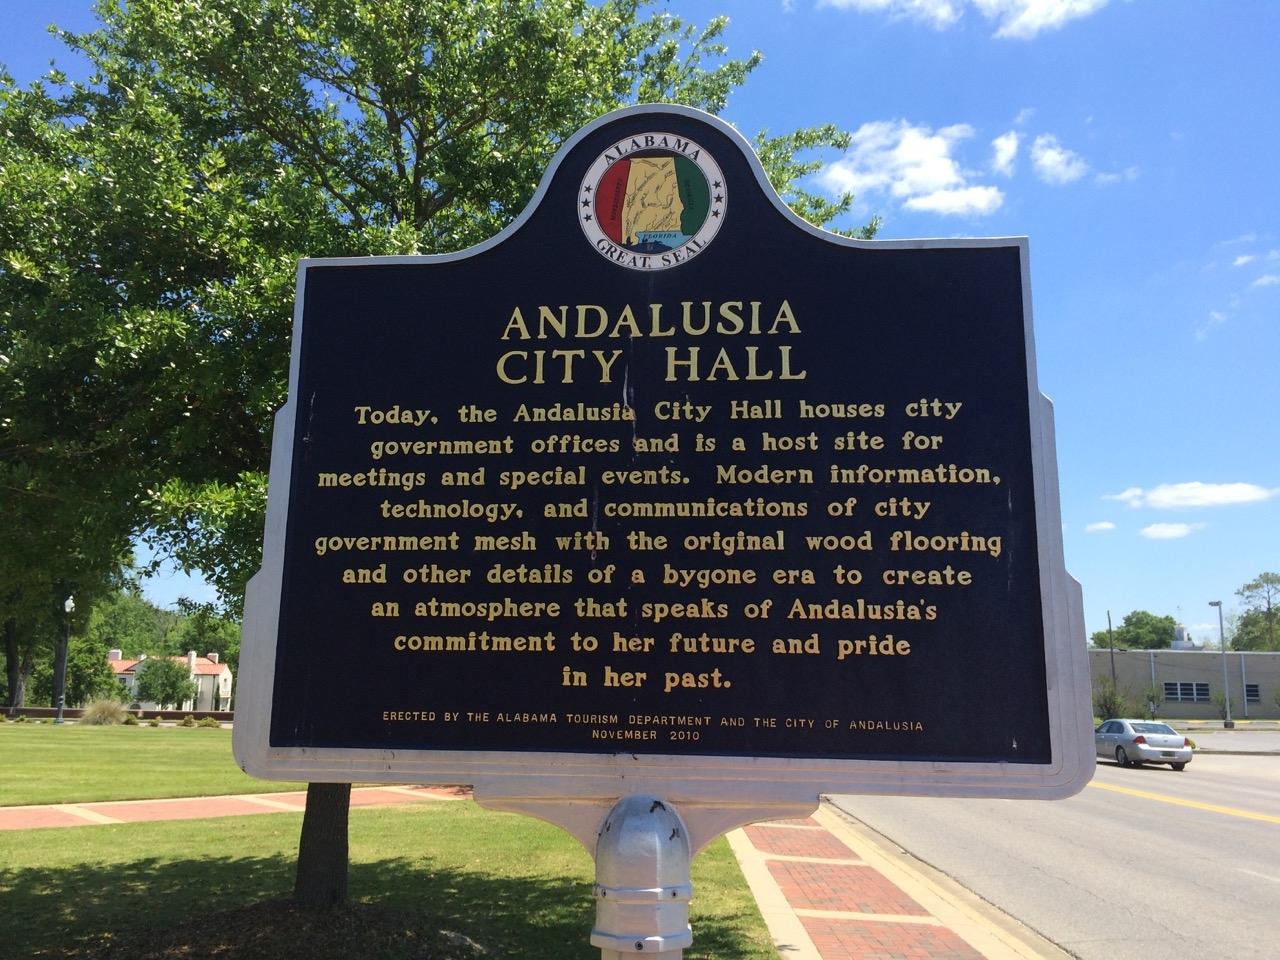 ALABAMA
FLORIDA
GREAT SEAL
ANDALUSIA
CITY HALL
Today, the Andalusia City Hall houses city
government offices and is a host site for
meetings and special events. Modern information,
technology, and communications of city
government mesh with the original wood flooring
and other details of a bygone era to create
an atmosphere that speaks of Andalusia's
commitment to her future and pride
in her past.
ERECTED BY THE ALABAMA TOURISM DEPARTMENT AND THE CITY OF ANDALUSIA
NOVEMBER 2010